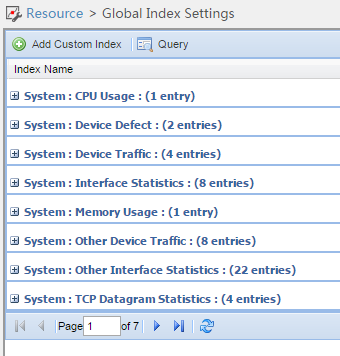 Resource > Global Index Settings
Add Custom Index Query
Index Name
System : CPU Usage : (1 entry)
System : Device Defect : (2 entries)
System : Device Traffic : (4 entries)
System : Interface Statistics : (8 entries)
System : Memory Usage : (1 entry)
System : Other Device Traffic : (8 entries)
System : Other Interface Statistics : (22 entries)
System : TCP Datagram Statistics : (4 entries)
Page 1 of 7